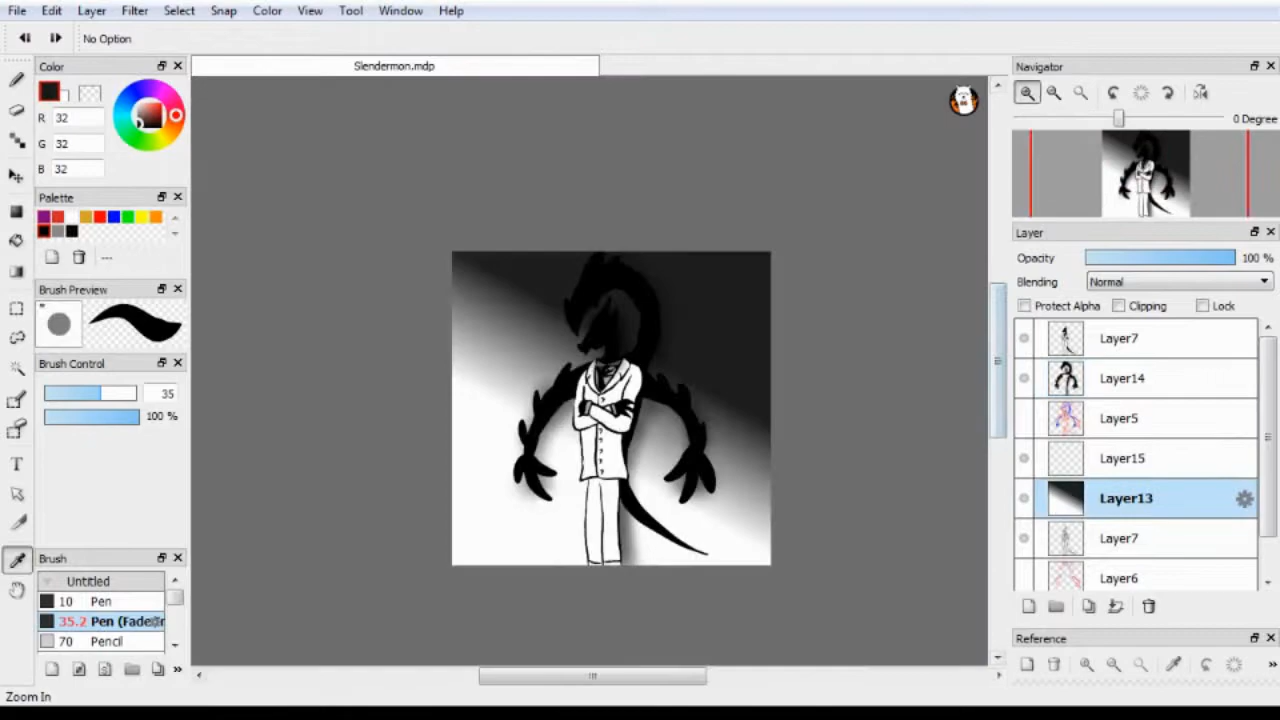 File Edit Layer Filter Select Snap Color View Tool Window Help
No Option
Color
Slendermon.mdp
Navigator
R 32
G 32
B 32
0 Degree
Palette
Layer
Opacity 100 %
Blending Normal
Protect Alpha Clipping Lock
Brush Preview
Layer7
Brush Control
Layer14
35
100 %
Layer5
Layer15
Layer13
Layer7
Brush
Layer6
Untitled
10 Pen
35.2 Pen
70 Pencil
Reference
Zoom In